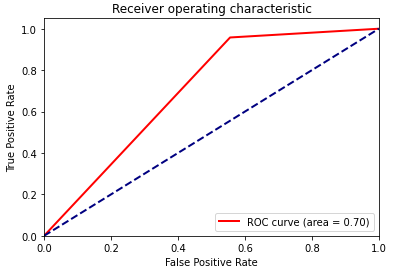 Receiver operating characteristic
True Positive Rate
1.0
0.8
0.6
0.4
0.2
0.0
ROC curve (area = 0.70)
0.0 0.2 0.4 0.6 0.8 1.0
False Positive Rate